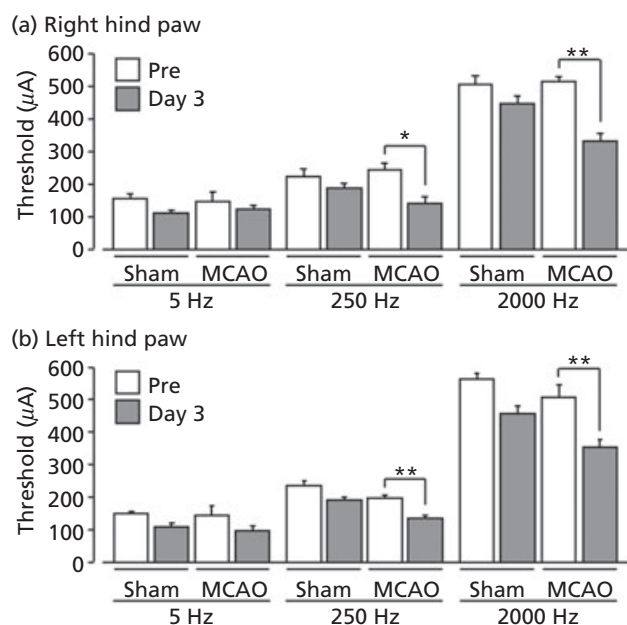 (a) Right hind paw
600
500
400
300
200
100
0
Threshold (μA)
Pre
Day 3
*
**
Sham MCAO Sham MCAO Sham MCAO
5 Hz 250 Hz 2000 Hz
(b) Left hind paw
600
500
400
300
200
100
0
Threshold (μA)
Pre
Day 3
**
**
Sham MCAO Sham MCAO Sham MCAO
5 Hz 250 Hz 2000 Hz